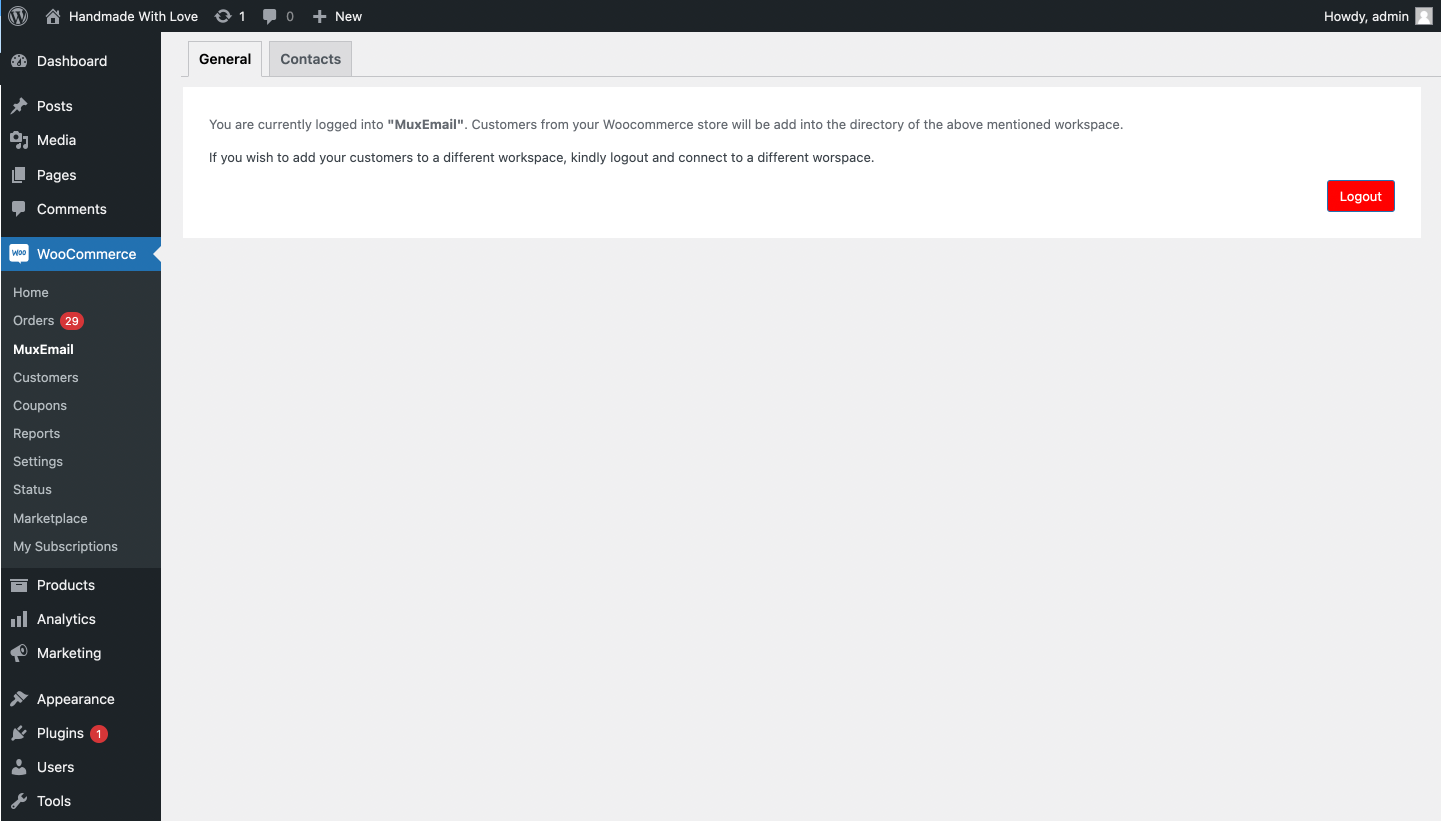 Handmade With Love 1 0 New Howdy, admin
Dashboard
Posts
Media
Pages
Comments
WOO WooCommerce
Home
Orders 29
MuxEmail
Customers
Coupons
Reports
Settings
Status
Marketplace
My Subscriptions
Products
Analytics
Marketing
Appearance
Plugins 1
Users
Tools
General Contacts
You are currently logged into "MuxEmail". Customers from your Woocommerce store will be add into the directory of the above mentioned workspace.
If you wish to add your customers to a different workspace, kindly logout and connect to a different worspace.
Logout